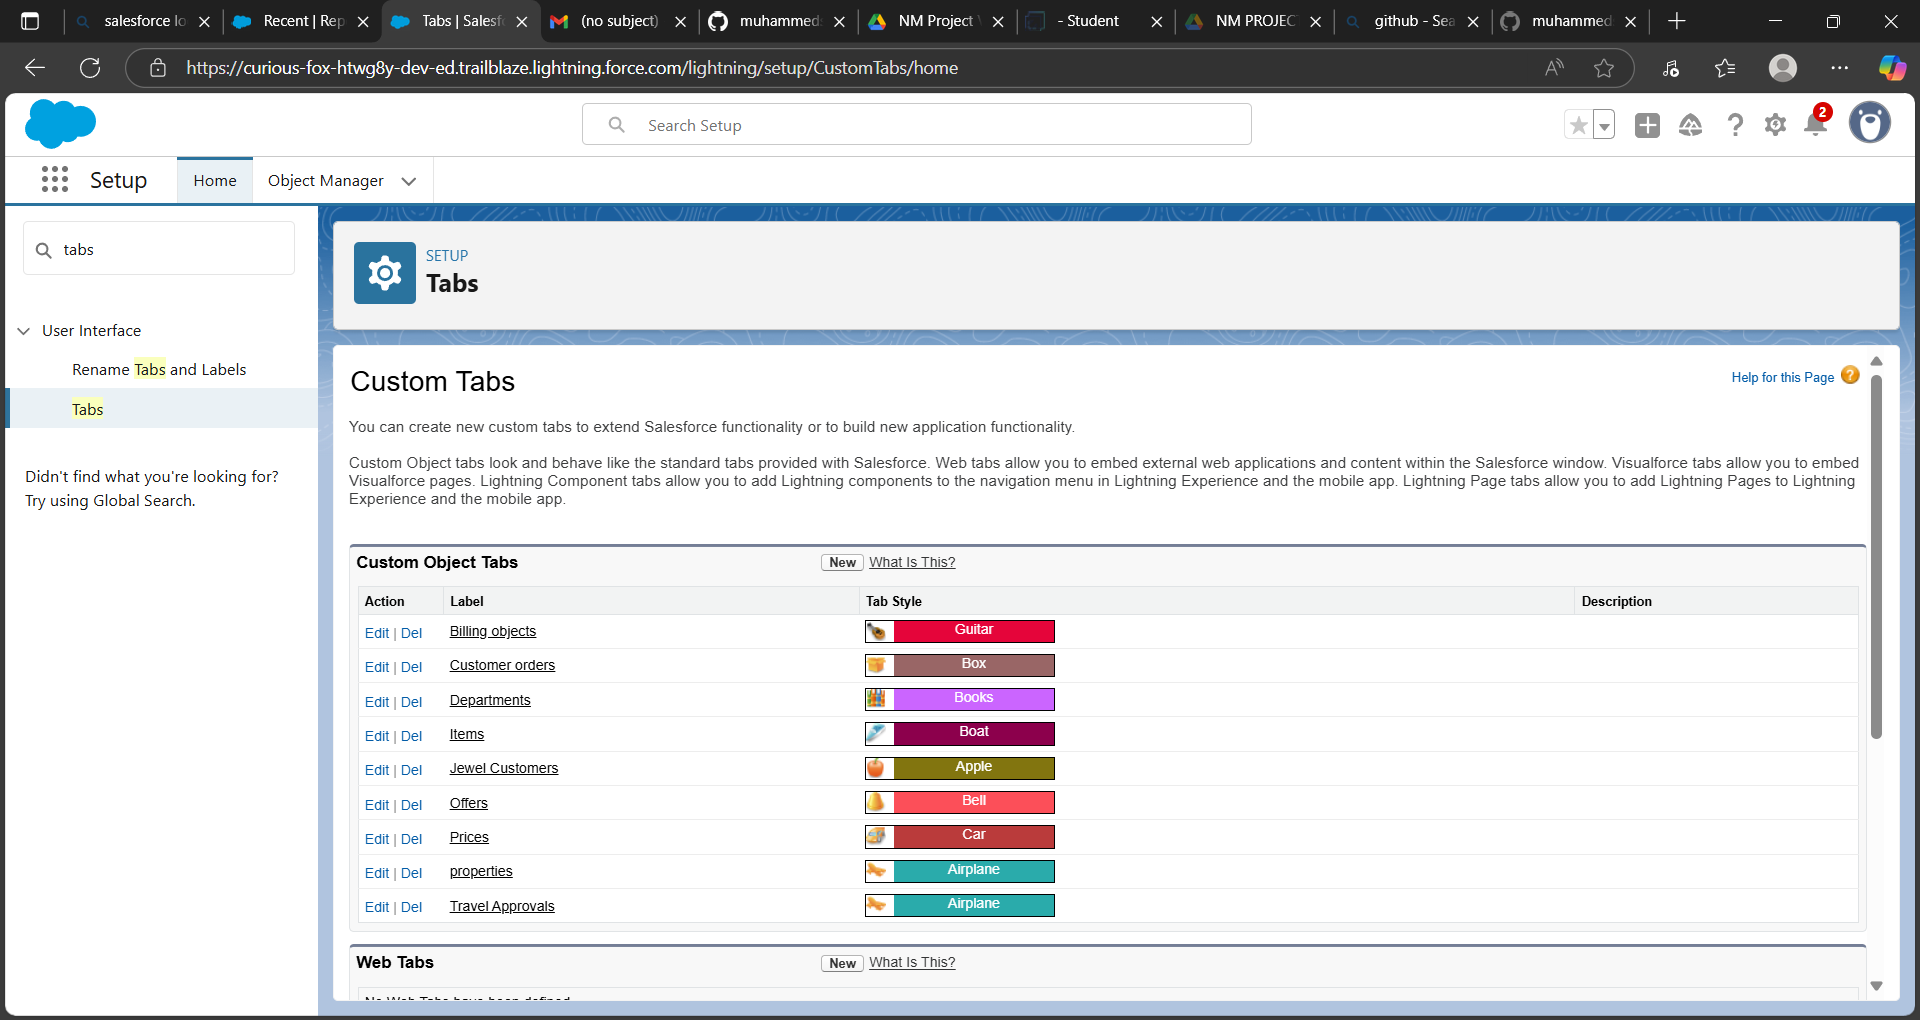 salesforce lo
Recent | Rep
Tabs | Salesf
(no subject)
muhammed
NM Project
- Student
NM PROJEC
github - Sea
muhammed
https://curious-fox-htwg8y-dev-ed.trailblaze.lightning.force.com/lightning/setup/CustomTabs/home
Search Setup
2
Setup
Home
Object Manager
tabs
User Interface
Rename Tabs and Labels
Tabs
Didn't find what you're looking for?
Try using Global Search.
SETUP
Tabs
Custom Tabs
Help for this Page
You can create new custom tabs to extend Salesforce functionality or to build new application functionality.
Custom Object tabs look and behave like the standard tabs provided with Salesforce. Web tabs allow you to embed external web applications and content within the Salesforce window. Visualforce tabs allow you to embed
Visualforce pages. Lightning Component tabs allow you to add Lightning components to the navigation menu in Lightning Experience and the mobile app. Lightning Page tabs allow you to add Lightning Pages to Lightning
Experience and the mobile app.
Custom Object Tabs New What Is This?
Action Label Tab Style Description
Edit | Del Billing objects Guitar
Edit | Del Customer orders Box
Edit | Del Departments Books
Edit | Del Items Boat
Edit | Del Jewel Customers Apple
Edit | Del Offers Bell
Edit | Del Prices Car
Edit | Del properties Airplane
Edit | Del Travel Approvals Airplane
Web Tabs New What Is This?
No Web Tabs have been defined